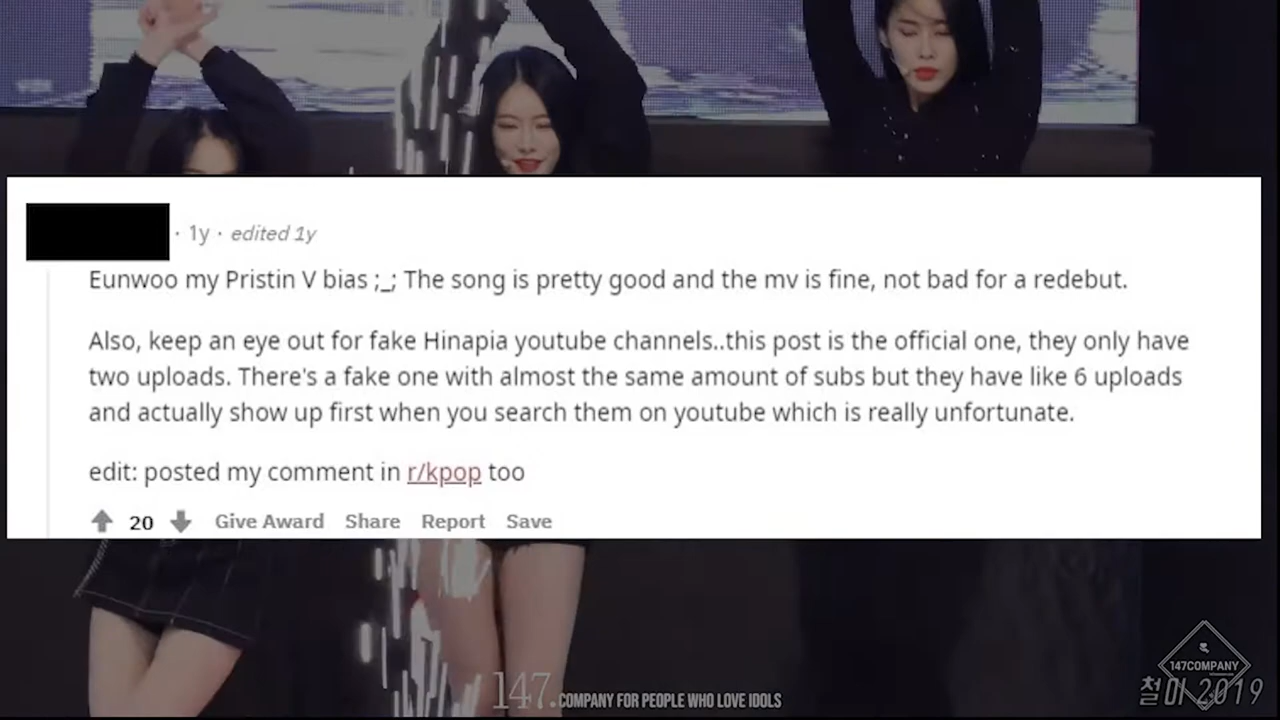 · 1y · edited 1y
Eunwoo my Pristin V bias ;_; The song is pretty good and the mv is fine, not bad for a redebut.
Also, keep an eye out for fake Hinapia youtube channels..this post is the official one, they only have
two uploads. There's a fake one with almost the same amount of subs but they have like 6 uploads
and actually show up first when you search them on youtube which is really unfortunate.
edit: posted my comment in r/kpop too
20 Give Award Share Report Save
147COMPANY
철미 2019
147. COMPANY FOR PEOPLE WHO LOVE IDOLS